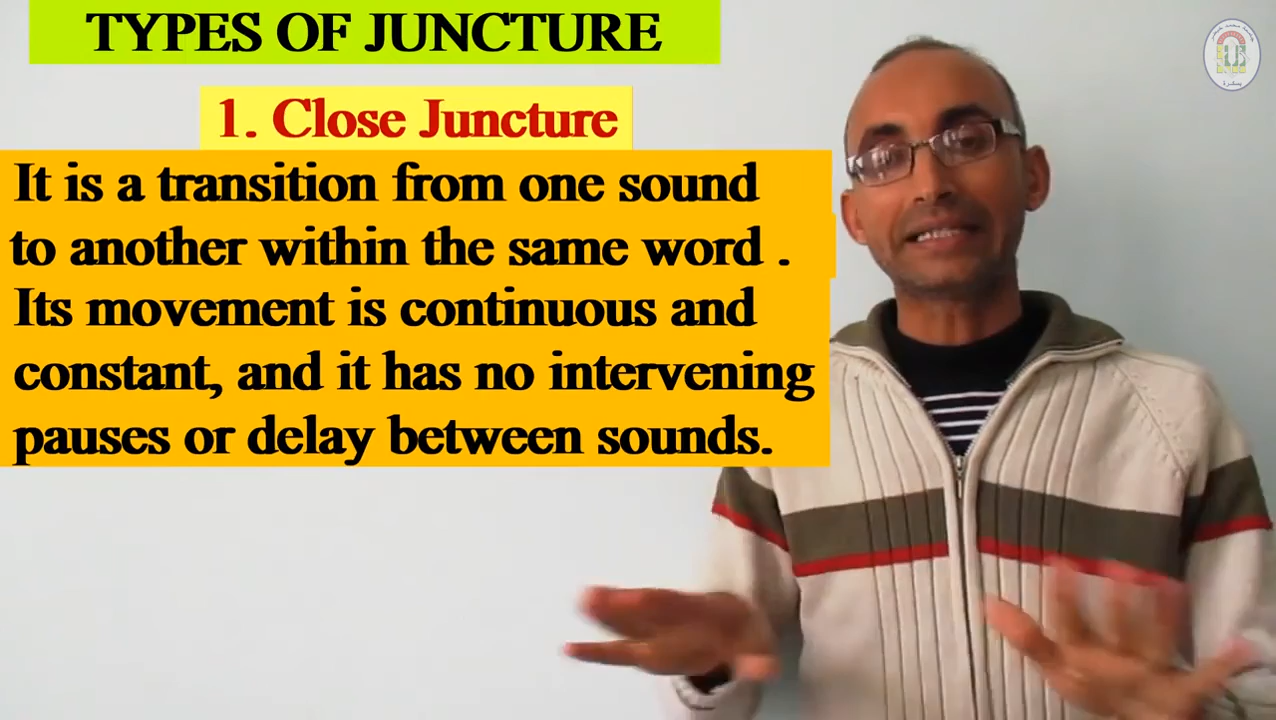 TYPES OF JUNCTURE
1. Close Juncture
It is a transition from one sound
to another within the same word .
Its movement is continuous and
constant, and it has no intervening
pauses or delay between sounds.